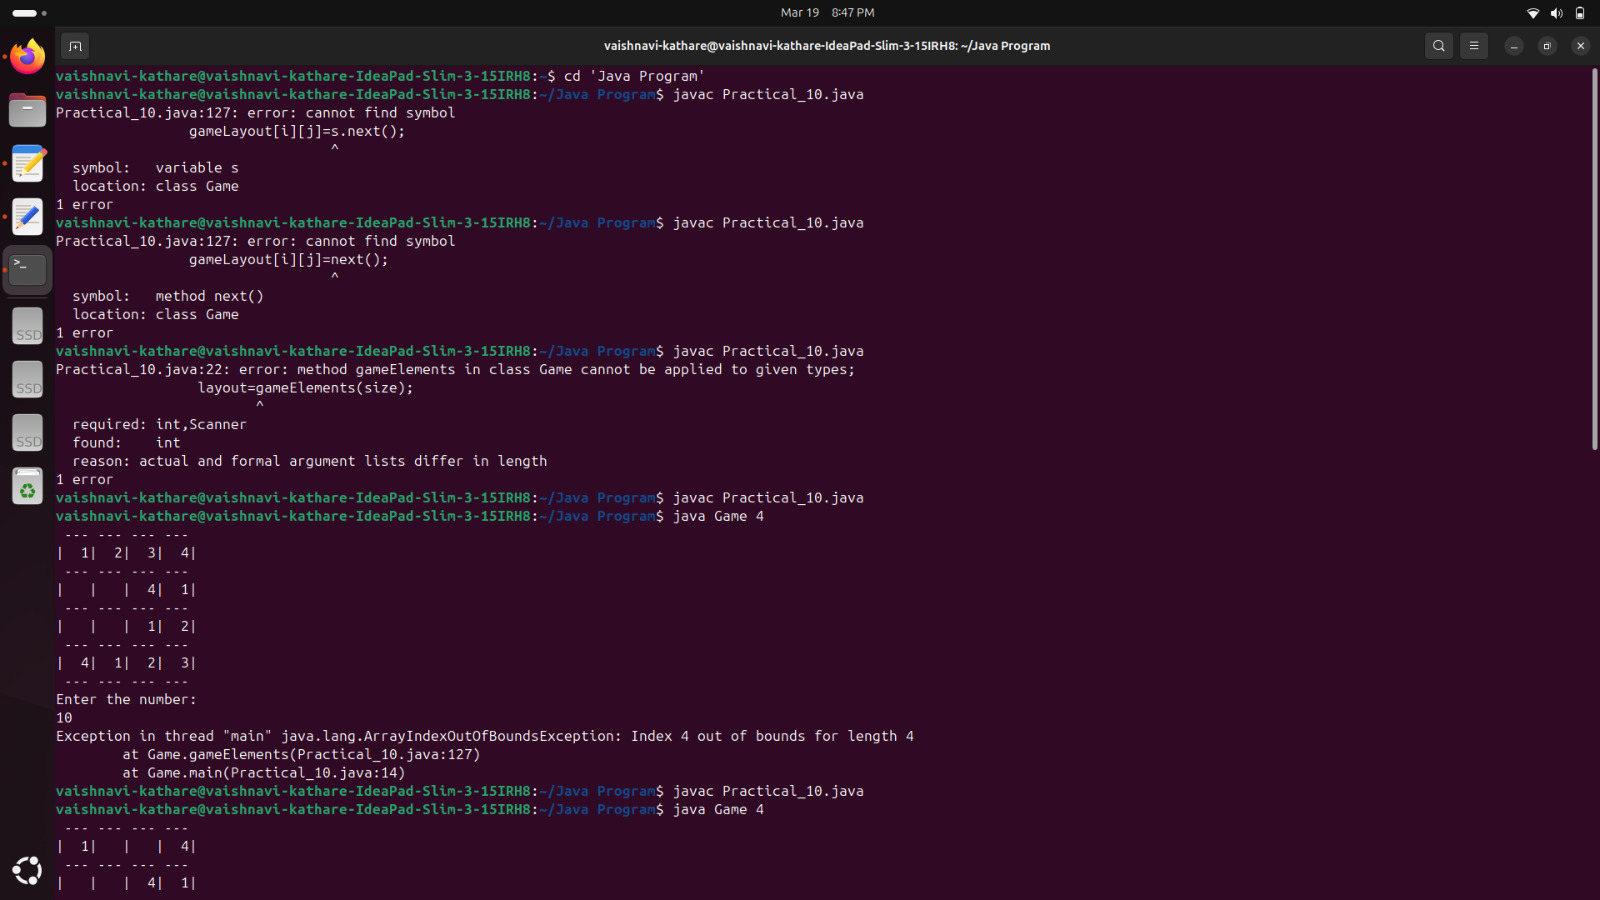 Mar 19 8:47 PM
vaishnavi-kathare@vaishnavi-kathare-IdeaPad-Slim-3-15IRH8: ~/Java Program
vaishnavi-kathare@vaishnavi-kathare-IdeaPad-Slim-3-15IRH8:~$ cd 'Java Program'
vaishnavi-kathare@vaishnavi-kathare-IdeaPad-Slim-3-15IRH8:~/Java Program$ javac Practical_10.java
Practical_10.java:127: error: cannot find symbol
                gameLayout[i][j]=s.next();
                                 ^
  symbol:   variable s
  location: class Game
1 error
vaishnavi-kathare@vaishnavi-kathare-IdeaPad-Slim-3-15IRH8:~/Java Program$ javac Practical_10.java
Practical_10.java:127: error: cannot find symbol
                gameLayout[i][j]=next();
                                 ^
  symbol:   method next()
  location: class Game
1 error
vaishnavi-kathare@vaishnavi-kathare-IdeaPad-Slim-3-15IRH8:~/Java Program$ javac Practical_10.java
Practical_10.java:22: error: method gameElements in class Game cannot be applied to given types;
                 layout=gameElements(size);
                        ^
  required: int,Scanner
  found:    int
  reason: actual and formal argument lists differ in length
1 error
vaishnavi-kathare@vaishnavi-kathare-IdeaPad-Slim-3-15IRH8:~/Java Program$ javac Practical_10.java
vaishnavi-kathare@vaishnavi-kathare-IdeaPad-Slim-3-15IRH8:~/Java Program$ java Game 4
 --- --- --- ---
|  1|  2|  3|  4|
 --- --- --- ---
|   |   |  4|  1|
 --- --- --- ---
|   |   |  1|  2|
 --- --- --- ---
|  4|  1|  2|  3|
 --- --- --- ---
Enter the number:
10
Exception in thread "main" java.lang.ArrayIndexOutOfBoundsException: Index 4 out of bounds for length 4
        at Game.gameElements(Practical_10.java:127)
        at Game.main(Practical_10.java:14)
vaishnavi-kathare@vaishnavi-kathare-IdeaPad-Slim-3-15IRH8:~/Java Program$ javac Practical_10.java
vaishnavi-kathare@vaishnavi-kathare-IdeaPad-Slim-3-15IRH8:~/Java Program$ java Game 4
 --- --- --- ---
|  1|   |   |  4|
 --- --- --- ---
|   |   |  4|  1|
SSD
SSD
SSD